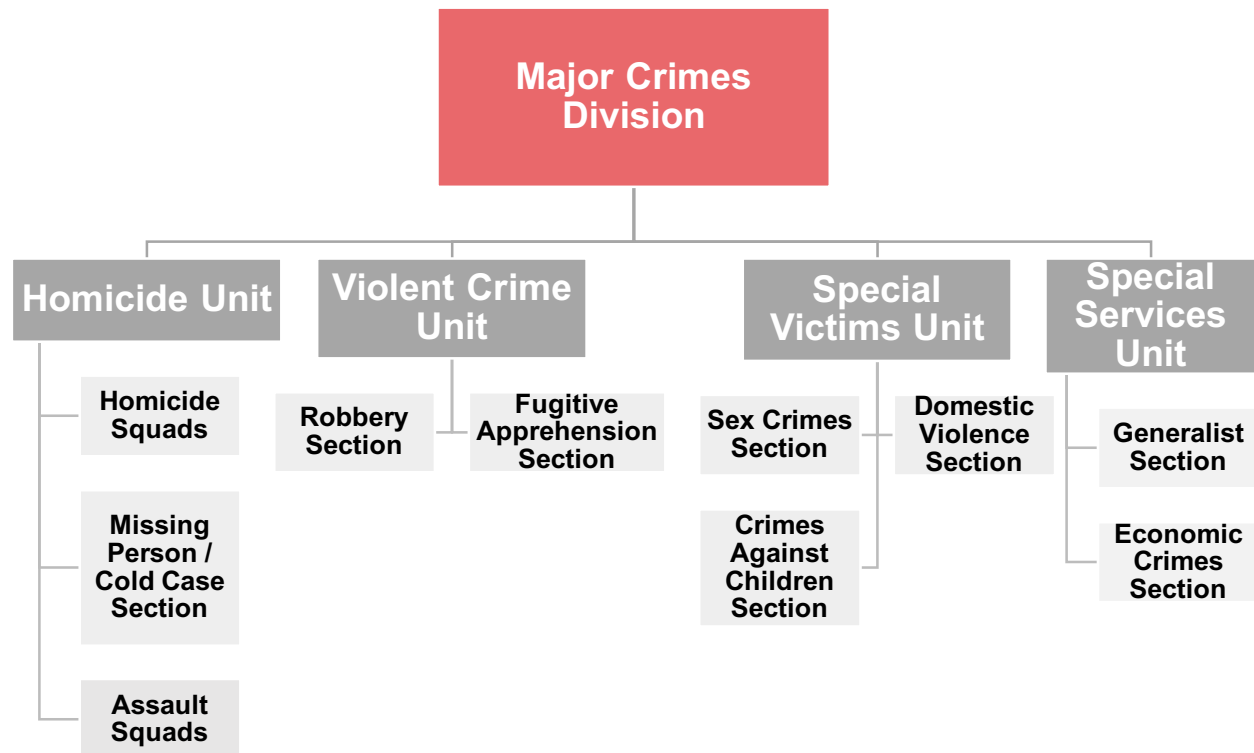 Major Crimes
Division
Homicide Unit
Violent Crime
Unit
Special
Victims Unit
Special
Services
Unit
Homicide
Squads
Missing
Person /
Cold Case
Section
Assault
Squads
Robbery
Section
Fugitive
Apprehension
Section
Sex Crimes
Section
Domestic
Violence
Section
Crimes
Against
Children
Section
Generalist
Section
Economic
Crimes
Section